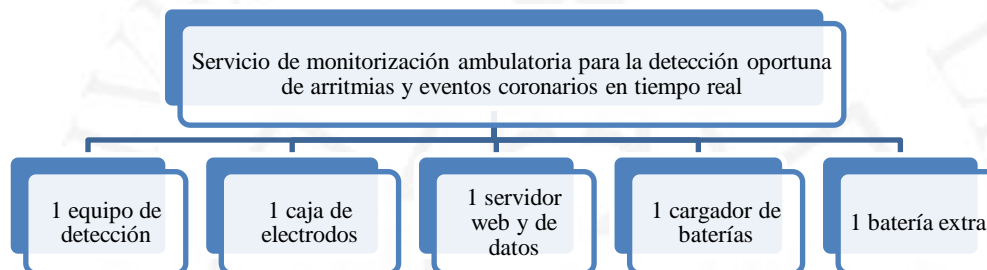 Servicio de monitorización ambulatoria para la detección oportuna
de arritmias y eventos coronarios en tiempo real
1 equipo de
detección
1 caja de
electrodos
1 servidor
web y de
datos
1 cargador de
baterías
1 batería extra